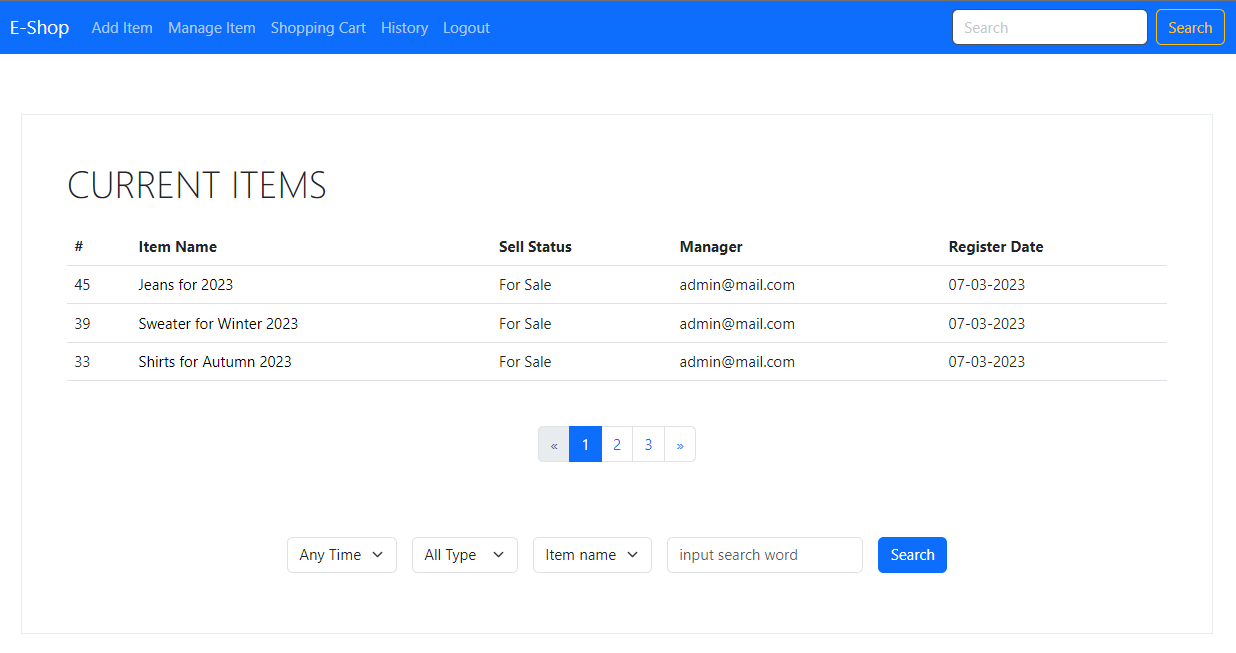 E-Shop Add Item Manage Item Shopping Cart History Logout Search Search
CURRENT ITEMS
# Item Name Sell Status Manager Register Date
45 Jeans for 2023 For Sale admin@mail.com 07-03-2023
39 Sweater for Winter 2023 For Sale admin@mail.com 07-03-2023
33 Shirts for Autumn 2023 For Sale admin@mail.com 07-03-2023
« 1 2 3 »
Any Time All Type Item name input search word Search